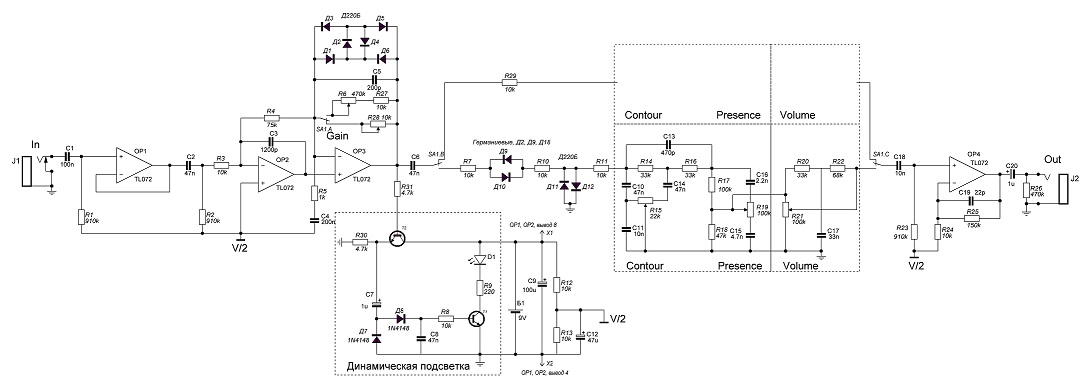 Д3
Д220Б
Д5
Д2
Д4
Д1
Д6
C5
200p
R6 470k
R27
10k
R28 10k
SA1.A
Gain
R4
75k
C3
1200p
In
J1
C1
100n
OP1
TL072
C2
47n
R3
10k
OP2
TL072
OP3
TL072
C6
47n
R1
910k
R2
910k
V/2
R5
1k
C4
200n
R31
4.7k
SA1.B
R29
10k
R7
10k
Германиевые, Д2, Д9, Д18
Д9
Д10
R10
10k
Д220Б
Д11
Д12
R11
10k
Contour
Presence
Volume
C13
470p
R14
33k
R16
33k
C10
47n
C14
47n
R15
22k
C11
10n
R17
100k
C16
2.2n
R19
100k
R18
47k
C15
4.7n
R20
33k
R22
68k
R21
100k
C17
33n
Contour
Presence
Volume
SA1.C
C18
10n
OP4
TL072
C19 22p
R25
150k
R23
910k
R24
10k
V/2
C20
1u
R26
470k
Out
J2
R30
4.7k
T2
D1
R9
220
C7
1u
Д8
1N4148
Д7
1N4148
C8
47n
R8
10k
T1
Динамическая подсветка
OP1, OP2, вывод 8
X1
Б1
9V
C9
100u
R12
10k
R13
10k
C12
47u
V/2
X2
OP1, OP2, вывод 4